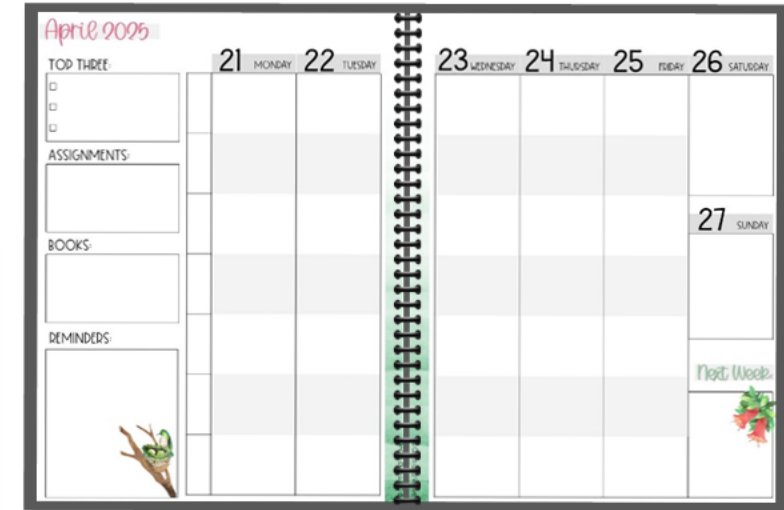 April 2025
TOP THREE:
ASSIGNMENTS:
BOOKS:
REMINDERS:
21 MONDAY
22 TUESDAY
23 WEDNESDAY
24 THURSDAY
25 FRIDAY
26 SATURDAY
27 SUNDAY
Next Week: